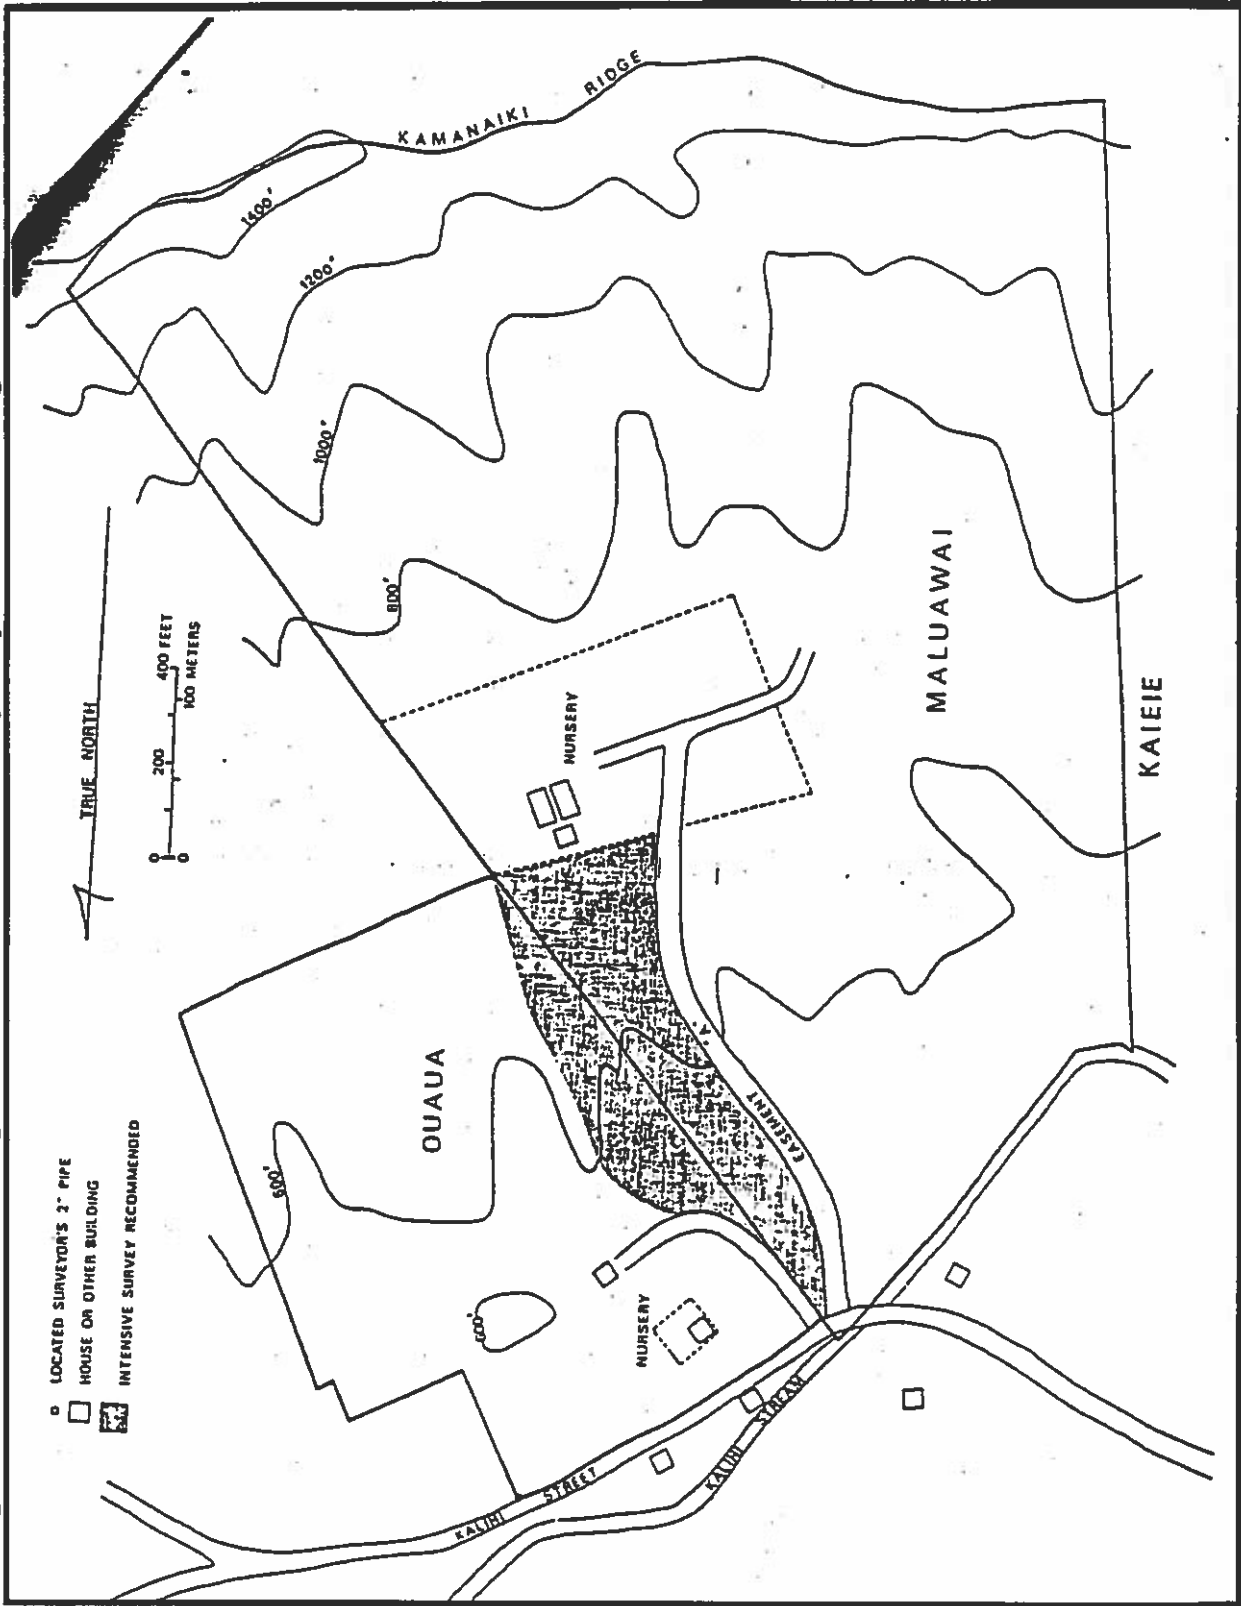 LOCATED SURVEYOR'S 2" PIPE
HOUSE OR OTHER BUILDING
INTENSIVE SURVEY RECOMMENDED
TRUE NORTH
0 200 400 FEET
0 100 METERS
KAMANAIKI RIDGE
1400'
1200'
1000'
800'
600'
600'
OUAUA
NURSERY
NURSERY
MALUAWAI
KAIEIE
EASEMENT 'A'
KALIHI STREET
KALIHI STREAM